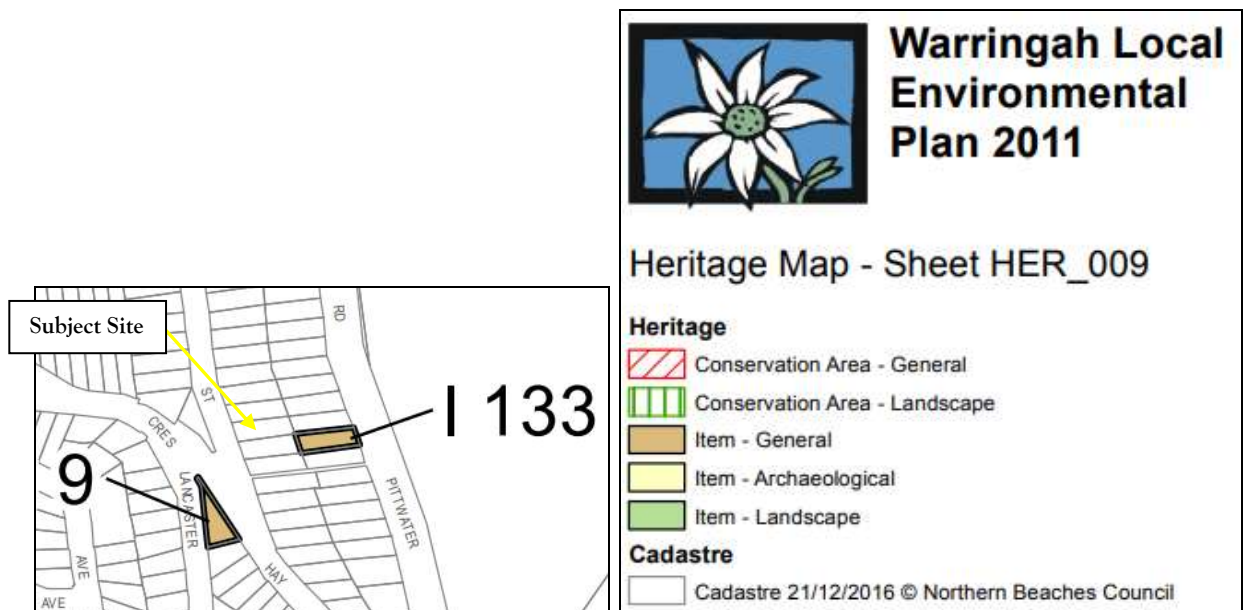 Warringah Local
Environmental
Plan 2011
Heritage Map - Sheet HER_009
Heritage
Conservation Area - General
Conservation Area - Landscape
Item - General
Item - Archaeological
Item - Landscape
Cadastre
Cadastre 21/12/2016 © Northern Beaches Council
Subject Site
RD
ST
I 133
CRES
9
LANCASTER
PITTWATER
HAY
AVE
AVE